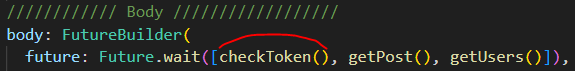 //////////// Body //////////////////
body: FutureBuilder(
future: Future.wait([checkToken(), getPost(), getUsers()]),